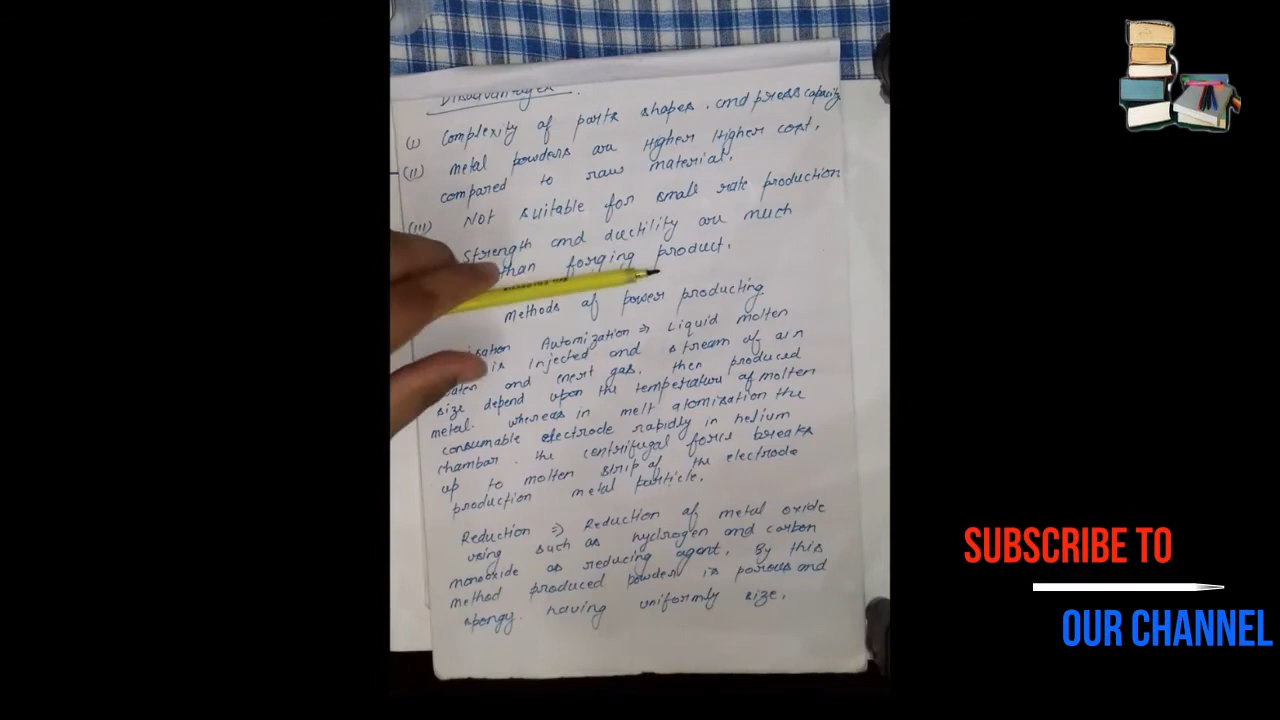 Disadvantages.
(i) Complexity of parts shapes. and press capacity
(ii) Metal powders are Higher Higher cost.
compared to raw material.
(iii) Not suitable for small rate production
Strength and ductility are much
than forging product.
Methods of power producting
Automization ⇒ Liquid molten
is injected and stream of air
and inert gas. then produced
size depend upon the temperature of molten
metal. whereas in melt atomisation the
consumable electrode rapidly in helium
chambar. the centrifugal force breaks
up to molten strip of the electrode
production metal particle.
Reduction ⇒ Reduction of metal oxide
using such as hydrogen and carbon
monooxide as reducing agent. By this
method produced powder is porous and
spongy. having uniformly size.
SUBSCRIBE TO
OUR CHANNEL